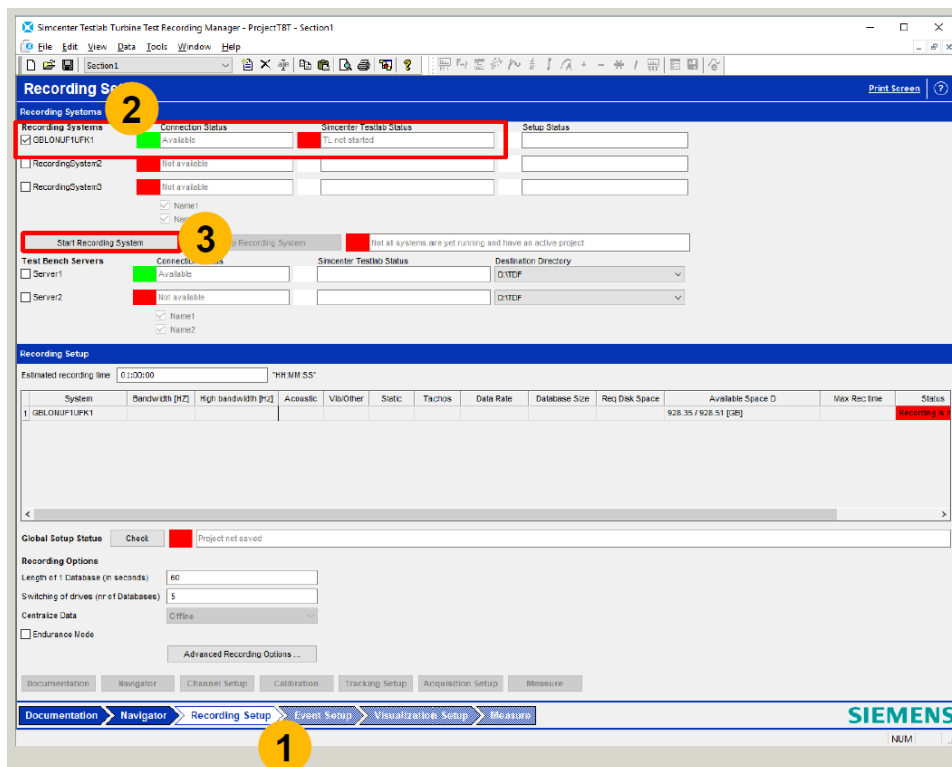 Simcenter Testlab Turbine Test Recording Manager - ProjectTBT - Section1
File Edit View Data Tools Window Help
Section1
Recording Se
Print Screen
2
Recording Systems
Recording Systems Connection Status Simcenter Testlab Status Setup Status
GBLONUF1UFK1 Available TL not started
RecordingSystem2 Not available
RecordingSystem3 Not available
Name1
Start Recording System 3 Recording System Not all systems are yet running and have an active project
Test Bench Servers Connection Simcenter Testlab Status Destination Directory
Server1 Available D:\TDF
Server2 Not available D:\TDF
Name1
Name2
Recording Setup
Estimated recording time 01:00:00 "HH:MM:SS"
System Bandwidth [HZ] High bandwidth [Hz] Acoustic Vib/Other Static Tachos Data Rate Database Size Req Disk Space Available Space D Max Rec time Status
1 GBLONUF1UFK1 928.35 / 928.51 [GB] Recording is
Global Setup Status Check Project not saved
Recording Options
Length of 1 Database (in seconds) 60
Switching of drives (nr of Databases) 5
Centralize Data Offline
Endurance Mode
Advanced Recording Options ...
Documentation Navigator Channel Setup Calibration Tracking Setup Acquisition Setup Measure
Documentation Navigator Recording Setup Event Setup Visualization Setup Measure SIEMENS
1
NUM